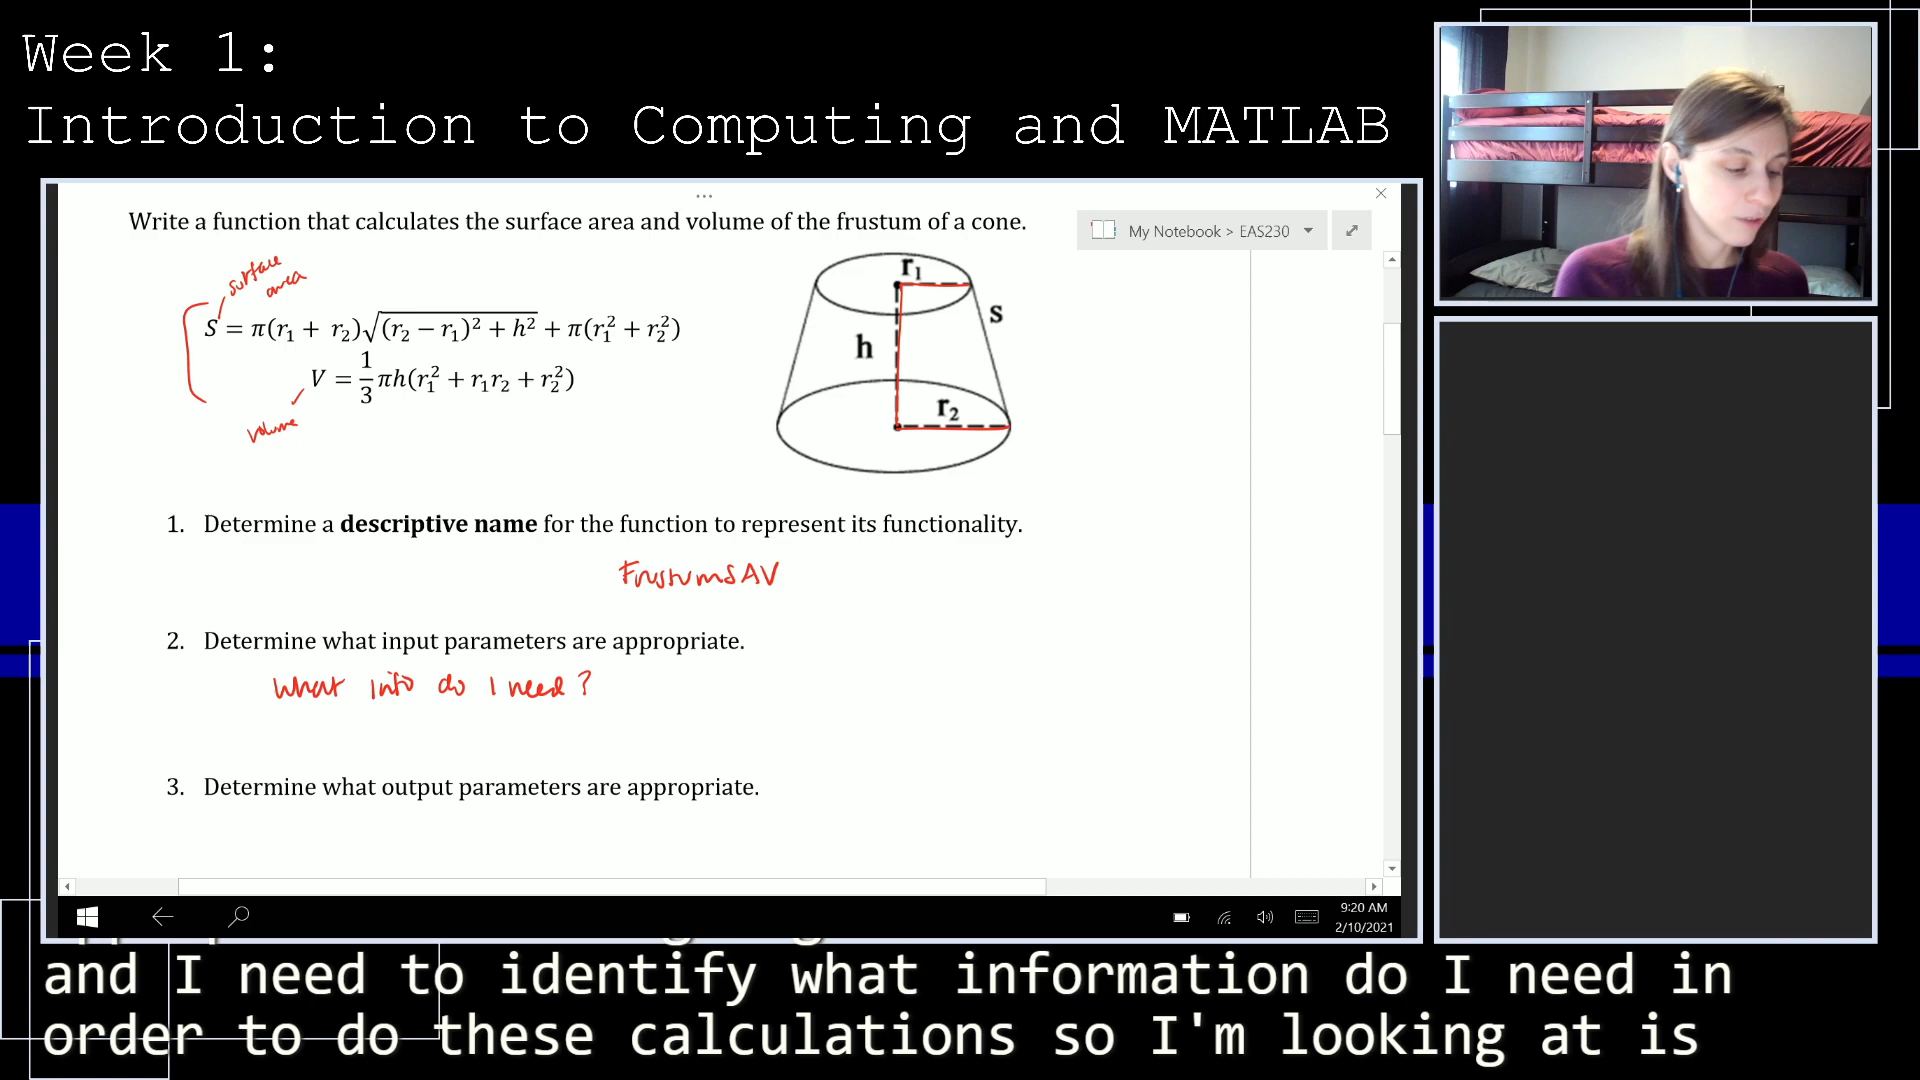 Week 1:
Introduction to Computing and MATLAB
Write a function that calculates the surface area and volume of the frustum of a cone.
My Notebook > EAS230
surface
area
S = π(r₁ + r₂)√((r₂ − r₁)² + h²) + π(r₁² + r₂²)
V = 1/3 πh(r₁² + r₁r₂ + r₂²)
volume
r₁
s
h
r₂
1. Determine a descriptive name for the function to represent its functionality.
FrustumSAV
2. Determine what input parameters are appropriate.
What info do I need?
3. Determine what output parameters are appropriate.
9:20 AM
2/10/2021
and I need to identify what information do I need in
order to do these calculations so I'm looking at is